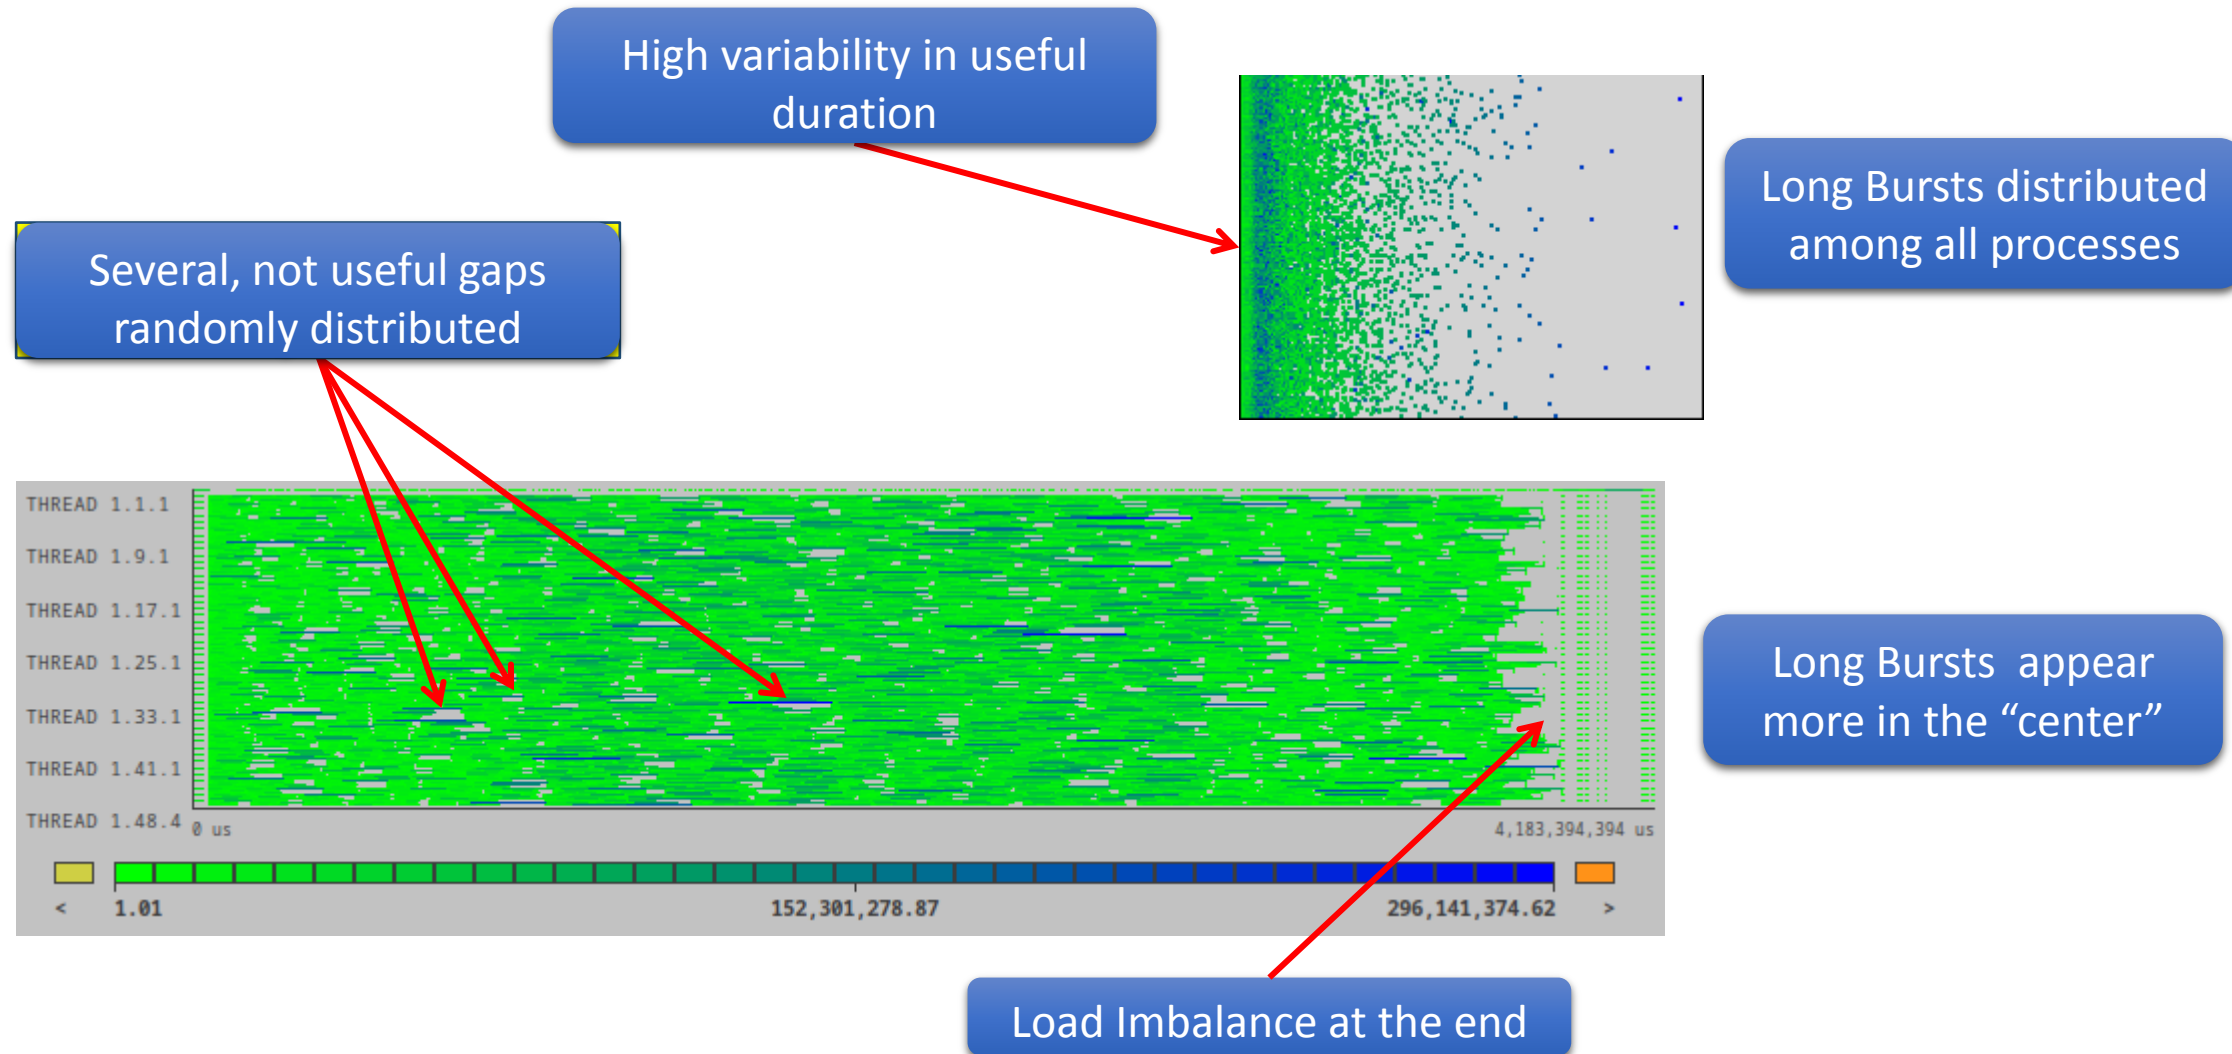 High variability in useful
duration
Long Bursts distributed
among all processes
Several, not useful gaps
randomly distributed
THREAD 1.1.1
THREAD 1.9.1
THREAD 1.17.1
THREAD 1.25.1
THREAD 1.33.1
THREAD 1.41.1
THREAD 1.48.4
0 us
4,183,394,394 us
< 1.01 152,301,278.87 296,141,374.62 >
Long Bursts appear
more in the “center”
Load Imbalance at the end